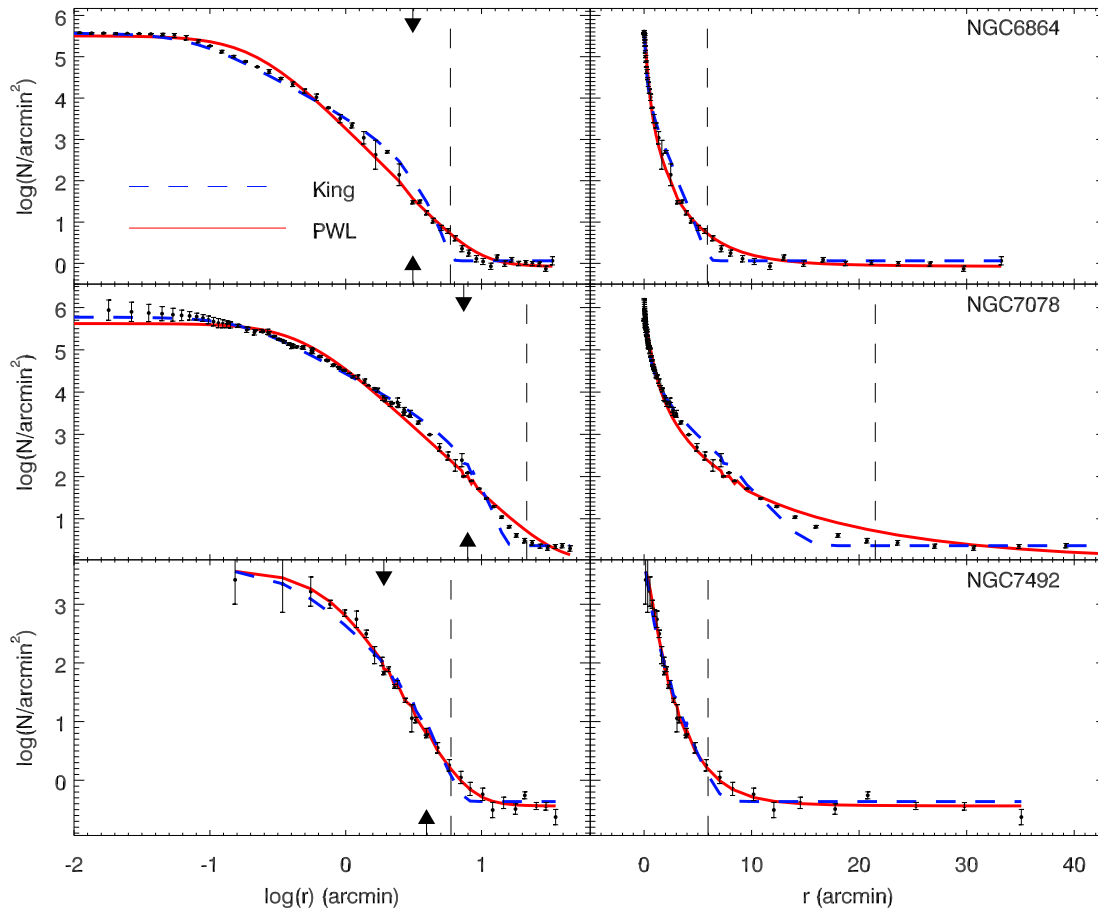 NGC6864
6
5
4
3
2
1
0
log(N/arcmin²)
King
PWL
NGC7078
6
5
4
3
2
1
log(N/arcmin²)
NGC7492
3
2
1
0
log(N/arcmin²)
-2 -1 0 1
0 10 20 30 40
log(r) (arcmin)
r (arcmin)